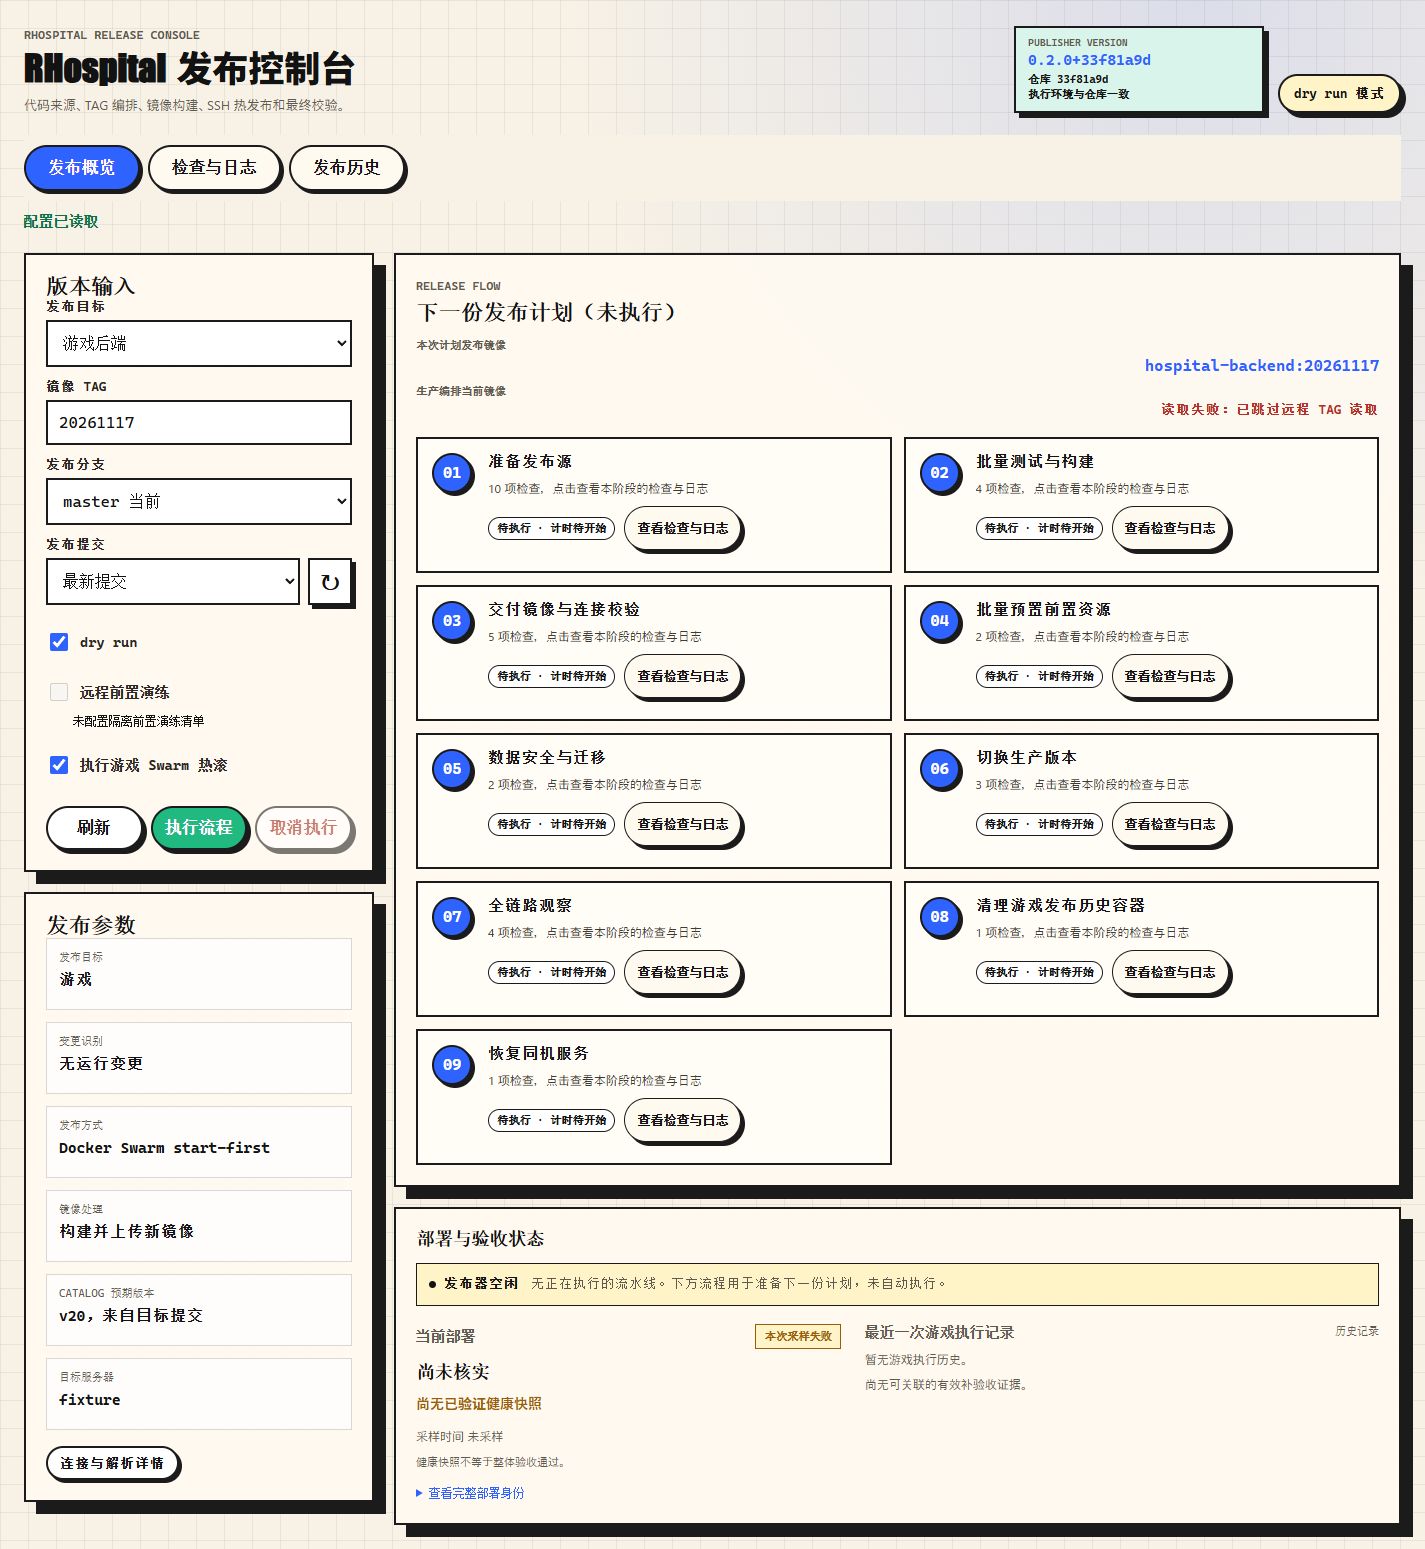 RHOSPITAL RELEASE CONSOLE
RHospital 发布控制台
代码来源、TAG 编排、镜像构建、SSH 热发布和最终校验。
PUBLISHER VERSION
0.2.0+33f81a9d
仓库 33f81a9d
执行环境与仓库一致
dry run 模式
发布概览
检查与日志
发布历史
配置已读取
版本输入
发布目标
游戏后端
镜像 TAG
20261117
发布分支
master 当前
发布提交
最新提交
↻
dry run
远程前置演练
未配置隔离前置演练清单
执行游戏 Swarm 热滚
刷新
执行流程
取消执行
发布参数
发布目标
游戏
变更识别
无运行变更
发布方式
Docker Swarm start-first
镜像处理
构建并上传新镜像
CATALOG 预期版本
v20，来自目标提交
目标服务器
fixture
连接与解析详情
RELEASE FLOW
下一份发布计划（未执行）
本次计划发布镜像
hospital-backend:20261117
生产编排当前镜像
读取失败：已跳过远程 TAG 读取
01
准备发布源
10 项检查，点击查看本阶段的检查与日志
待执行 · 计时待开始
查看检查与日志
02
批量测试与构建
4 项检查，点击查看本阶段的检查与日志
待执行 · 计时待开始
查看检查与日志
03
交付镜像与连接校验
5 项检查，点击查看本阶段的检查与日志
待执行 · 计时待开始
查看检查与日志
04
批量预置前置资源
2 项检查，点击查看本阶段的检查与日志
待执行 · 计时待开始
查看检查与日志
05
数据安全与迁移
2 项检查，点击查看本阶段的检查与日志
待执行 · 计时待开始
查看检查与日志
06
切换生产版本
3 项检查，点击查看本阶段的检查与日志
待执行 · 计时待开始
查看检查与日志
07
全链路观察
4 项检查，点击查看本阶段的检查与日志
待执行 · 计时待开始
查看检查与日志
08
清理游戏发布历史容器
1 项检查，点击查看本阶段的检查与日志
待执行 · 计时待开始
查看检查与日志
09
恢复同机服务
1 项检查，点击查看本阶段的检查与日志
待执行 · 计时待开始
查看检查与日志
部署与验收状态
发布器空闲 无正在执行的流水线。下方流程用于准备下一份计划，未自动执行。
当前部署
本次采样失败
尚未核实
尚无已验证健康快照
采样时间 未采样
健康快照不等于整体验收通过。
查看完整部署身份
最近一次游戏执行记录
历史记录
暂无游戏执行历史。
尚无可关联的有效补验收证据。